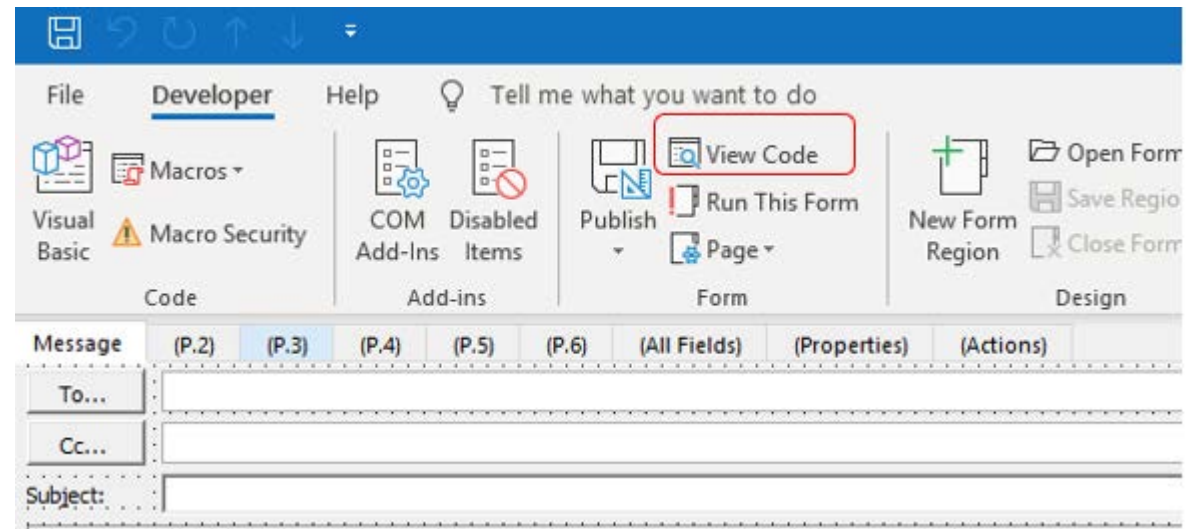 File Developer Help Tell me what you want to do
Visual Basic
Macros
Macro Security
Code
COM Add-Ins
Disabled Items
Add-ins
Publish
View Code
Run This Form
Page
Form
New Form Region
Open Form
Save Regio
Close Form
Design
Message (P.2) (P.3) (P.4) (P.5) (P.6) (All Fields) (Properties) (Actions)
To...
Cc...
Subject: